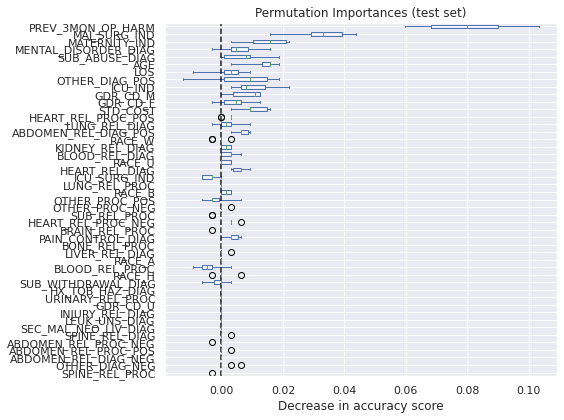 Permutation Importances (test set)
PREV_3MON_OP_HARM
MAJ_SURG_IND
MATERNITY_IND
MENTAL_DISORDER_DIAG
SUB_ABUSE_DIAG
AGE
LOS
OTHER_DIAG_POS
ICU_IND
GDR_CD_M
GDR_CD_F
STD_COST
HEART_REL_PROC_POS
LUNG_REL_DIAG
ABDOMEN_REL_DIAG_POS
RACE_W
KIDNEY_REL_DIAG
BLOOD_REL_DIAG
RACE_U
HEART_REL_DIAG
ICU_SURG_IND
LUNG_REL_PROC
RACE_B
OTHER_PROC_POS
OTHER_PROC_NEG
SUB_REL_PROC
HEART_REL_PROC_NEG
BRAIN_REL_PROC
PAIN_CONTROL_DIAG
BONE_REL_PROC
LIVER_REL_DIAG
RACE_A
BLOOD_REL_PROC
RACE_H
SUB_WITHDRAWAL_DIAG
HX_TOB_HAZ_DIAG
URINARY_REL_PROC
GDR_CD_U
INJURY_REL_DIAG
LEUK_UNS_DIAG
SEC_MAL_NEO_LIV_DIAG
SPINE_REL_DIAG
ABDOMEN_REL_PROC_NEG
ABDOMEN_REL_PROC_POS
ABDOMEN_REL_DIAG_NEG
OTHER_DIAG_NEG
SPINE_REL_PROC
0.00 0.02 0.04 0.06 0.08 0.10
Decrease in accuracy score